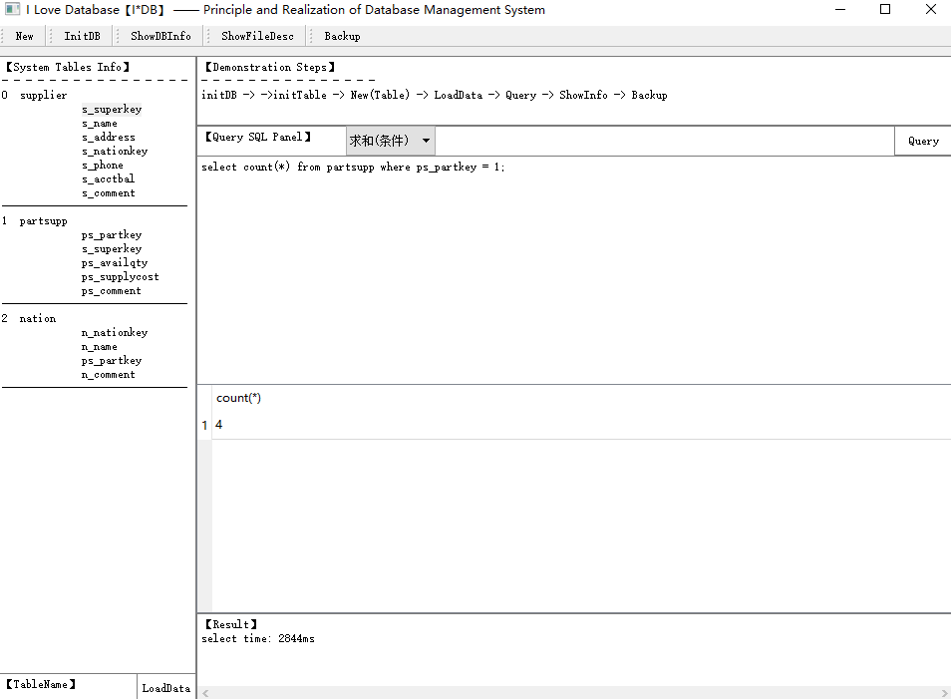 I Love Database【I*DB】 —— Principle and Realization of Database Management System
New InitDB ShowDBInfo ShowFileDesc Backup
【System Tables Info】
- - - - - - - - - - - - - - - -
0 supplier
s_superkey
s_name
s_address
s_nationkey
s_phone
s_acctbal
s_comment
1 partsupp
ps_partkey
s_superkey
ps_availqty
ps_supplycost
ps_comment
2 nation
n_nationkey
n_name
ps_partkey
n_comment
【TableName】 LoadData
【Demonstration Steps】
- - - - - - - - - - - - - - -
initDB -> ->initTable -> New(Table) -> LoadData -> Query -> ShowInfo -> Backup
【Query SQL Panel】 求和(条件) Query
select count(*) from partsupp where ps_partkey = 1;
count(*)
1 4
【Result】
select time: 2844ms